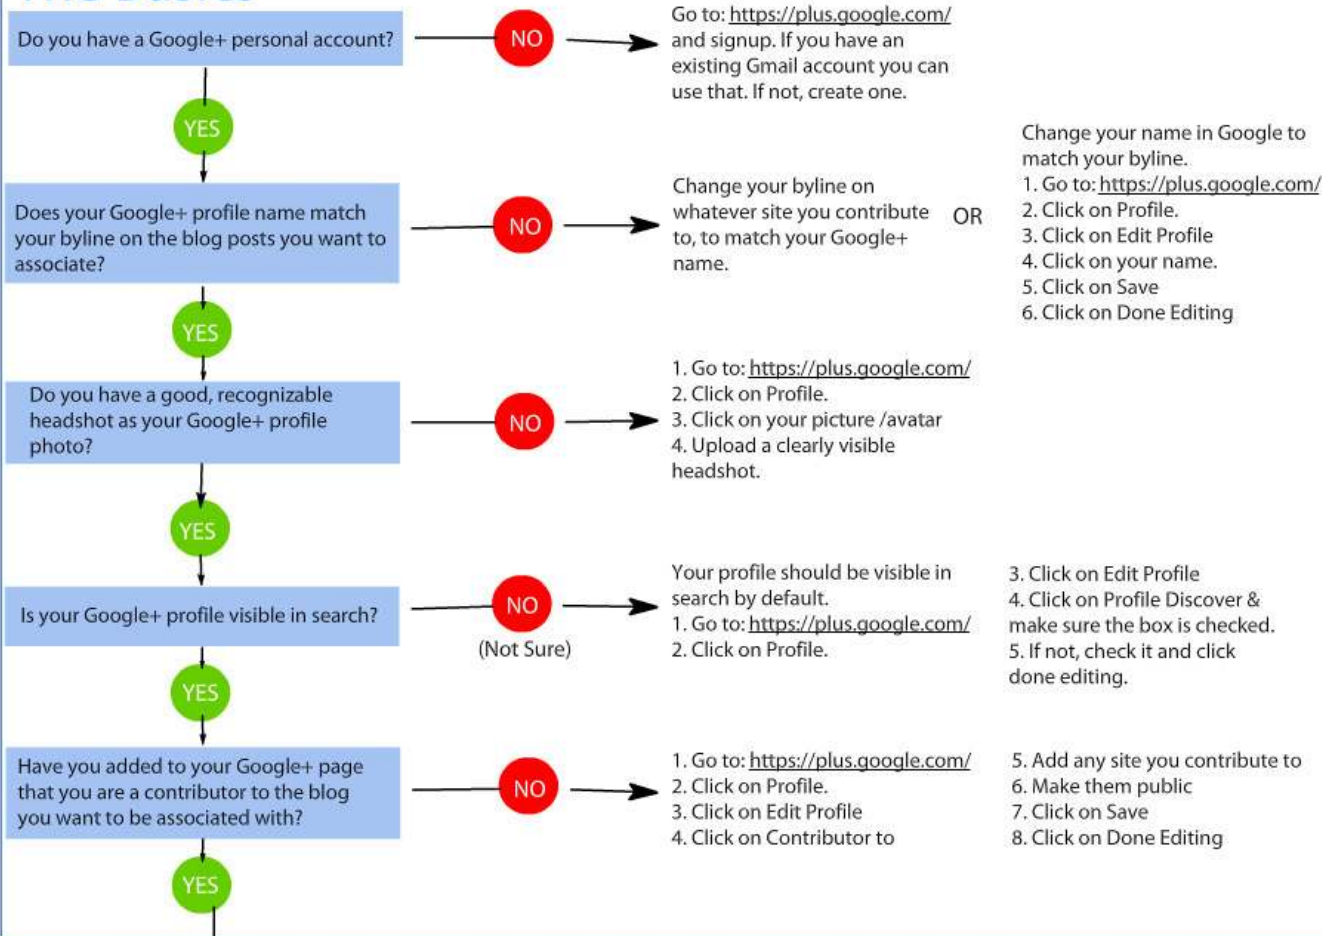 Do you have a Google+ personal account?
NO
Go to: https://plus.google.com/
and signup. If you have an
existing Gmail account you can
use that. If not, create one.
YES
Does your Google+ profile name match
your byline on the blog posts you want to
associate?
NO
Change your byline on
whatever site you contribute
to, to match your Google+
name.
OR
Change your name in Google to
match your byline.
1. Go to: https://plus.google.com/
2. Click on Profile.
3. Click on Edit Profile
4. Click on your name.
5. Click on Save
6. Click on Done Editing
YES
Do you have a good, recognizable
headshot as your Google+ profile
photo?
NO
1. Go to: https://plus.google.com/
2. Click on Profile.
3. Click on your picture /avatar
4. Upload a clearly visible
headshot.
YES
Is your Google+ profile visible in search?
NO
(Not Sure)
Your profile should be visible in
search by default.
1. Go to: https://plus.google.com/
2. Click on Profile.
3. Click on Edit Profile
4. Click on Profile Discover &
make sure the box is checked.
5. If not, check it and click
done editing.
YES
Have you added to your Google+ page
that you are a contributor to the blog
you want to be associated with?
NO
1. Go to: https://plus.google.com/
2. Click on Profile.
3. Click on Edit Profile
4. Click on Contributor to
5. Add any site you contribute to
6. Make them public
7. Click on Save
8. Click on Done Editing
YES